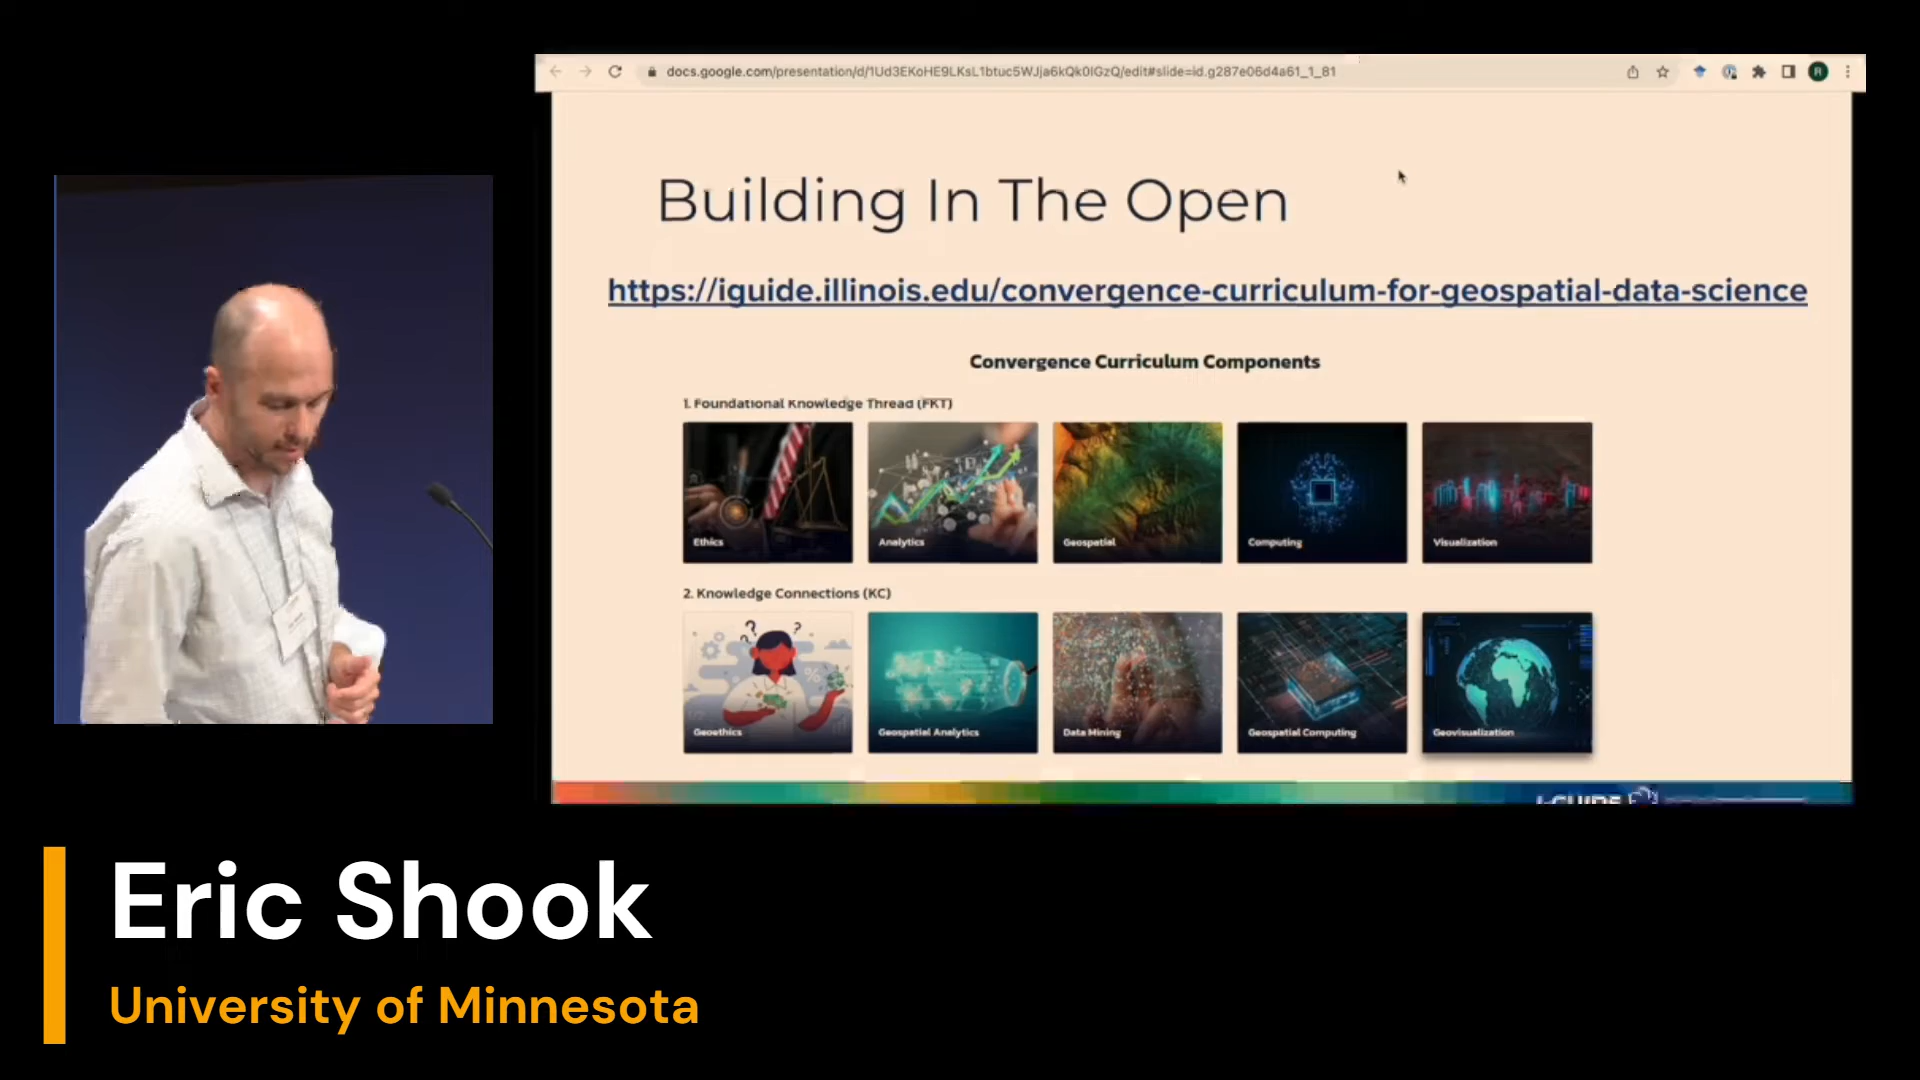 docs.google.com/presentation/d/1Ud3EKoHE9LKsL1btuc5WJja6kQk0IGzQ/edit#slide=id.g287e06d4a61_1_81
R
Building In The Open
https://iguide.illinois.edu/convergence-curriculum-for-geospatial-data-science
Convergence Curriculum Components
1. Foundational Knowledge Thread (FKT)
Ethics
Analytics
Geospatial
Computing
Visualization
2. Knowledge Connections (KC)
Geoethics
Geospatial Analytics
Data Mining
Geospatial Computing
Geovisualization
I-GUIDE
Eric Shook
University of Minnesota